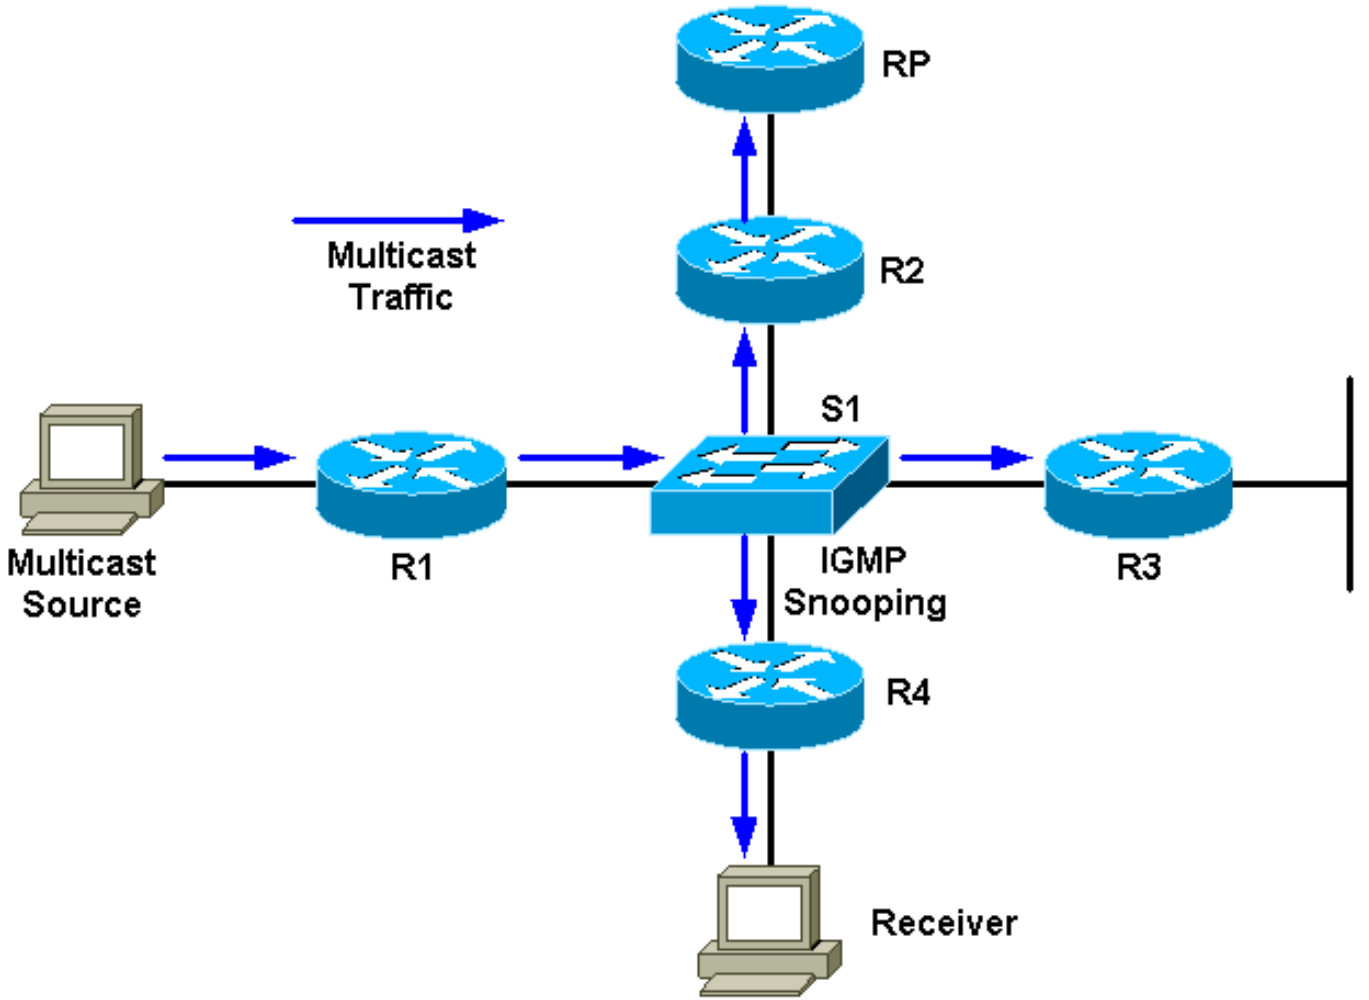 RP
R2
Multicast
Traffic
S1
Multicast
Source
R1
IGMP
Snooping
R3
R4
Receiver